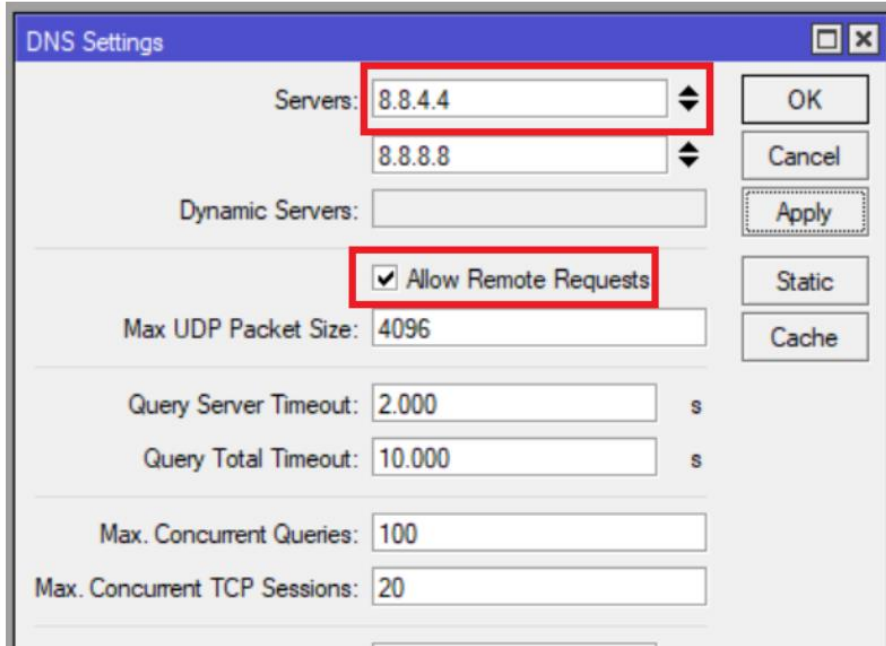 DNS Settings
Servers: 8.8.4.4
OK
8.8.8.8
Cancel
Dynamic Servers:
Apply
Allow Remote Requests
Static
Max UDP Packet Size: 4096
Cache
Query Server Timeout: 2.000 s
Query Total Timeout: 10.000 s
Max. Concurrent Queries: 100
Max. Concurrent TCP Sessions: 20